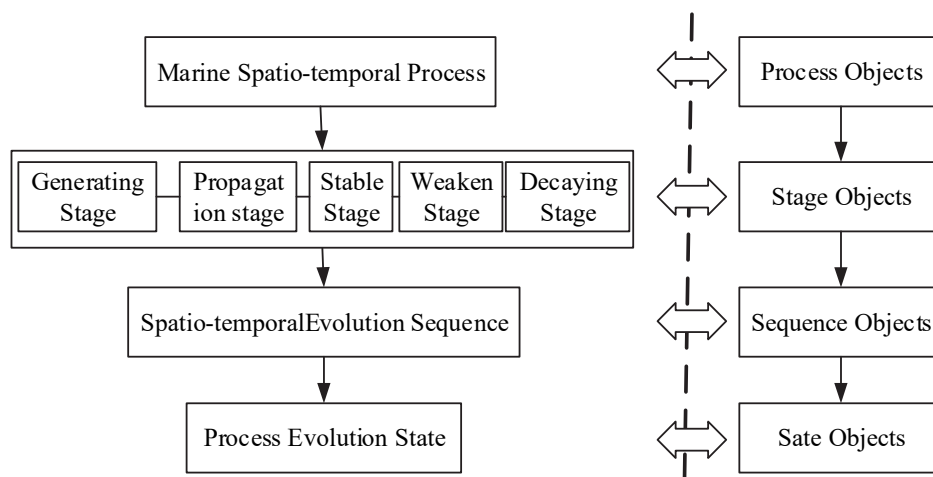 Marine Spatio-temporal Process
Process Objects
Generating
Stage
Propagat
ion stage
Stable
Stage
Weaken
Stage
Decaying
Stage
Stage Objects
Spatio-temporalEvolution Sequence
Sequence Objects
Process Evolution State
Sate Objects